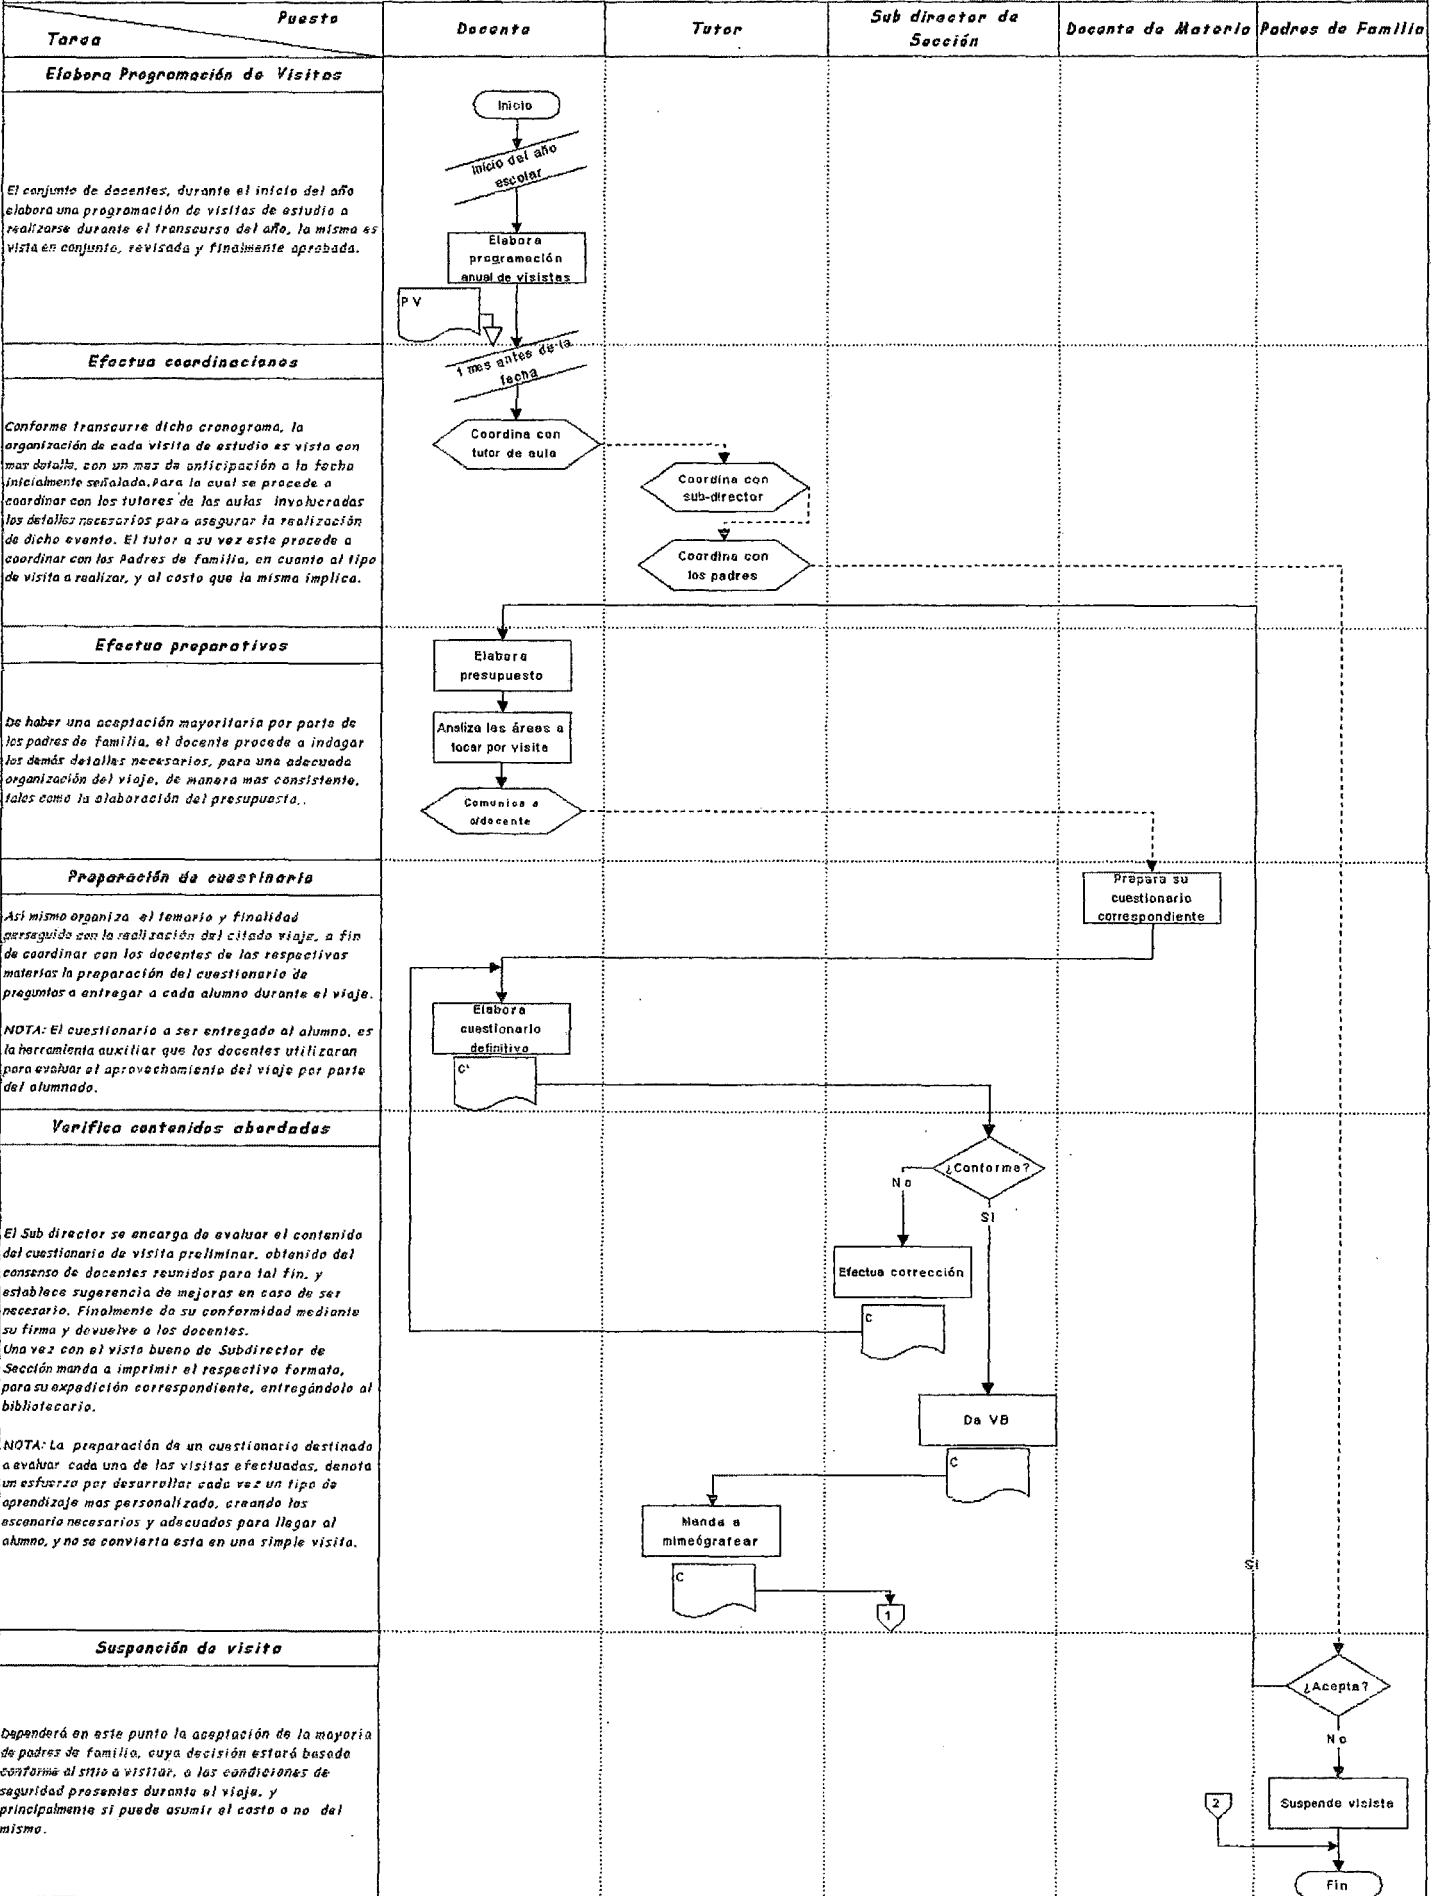 Puesto
Tarea
Docente
Tutor
Sub director de
Sección
Docente de Materia
Padres de Familia
Elabora Programación de Visitas
El conjunto de docentes, durante el inicio del año
elabora una programación de visitas de estudio a
realizarse durante el transcurso del año, la misma es
vista en conjunto, revisada y finalmente aprobada.
Inicio
Inicio del año
escolar
Elabora
programación
anual de visistas
P V
Efectua coordinaciones
Conforme transcurre dicho cronograma, la
organización de cada visita de estudio es vista con
mas detalle, con un mes de anticipación a la fecha
inicialmente señalada.Para la cual se procede a
coordinar con los tutores de las aulas involucradas
los detalles necesarios para asegurar la realización
de dicho evento. El tutor a su vez este procede a
coordinar con los Padres de familia, en cuanto al tipo
de visita a realizar, y al costo que la misma implica.
1 mes antes de la
fecha
Coordina con
tutor de aula
Coordina con
sub-director
Coordina con
los padres
Efectua preparativos
De haber una aceptación mayoritaria por parte de
los padres de familia, el docente procede a indagar
los demás detalles necesarios, para una adecuada
organización del viaje, de manera mas consistente,
tales como la elaboración del presupuesto..
Elabora
presupuesto
Analiza las áreas a
tocar por visita
Comunica a
o/docente
Preparación de cuestinario
Así mismo organiza el temario y finalidad
perseguido con la realización del citado viaje, a fin
de coordinar con los docentes de las respectivas
materias la preparación del cuestionario de
preguntas a entregar a cada alumno durante el viaje.
NOTA: El cuestionario a ser entregado al alumno, es
la herramienta auxiliar que los docentes utilizaran
para evaluar el aprovechamiento del viaje por parte
del alumnado.
Prepara su
cuestionario
correspondiente
Elabora
cuestionario
definitivo
C'
Verifica contenidos abordados
El Sub director se encarga de evaluar el contenido
del cuestionario de visita preliminar, obtenido del
consenso de docentes reunidos para tal fin, y
establece sugerencia de mejoras en caso de ser
necesario. Finalmente da su conformidad mediante
su firma y devuelve a los docentes.
Una vez con el visto bueno de Subdirector de
Sección manda a imprimir el respectivo formato,
para su expedición correspondiente, entregándolo al
bibliotecario.
NOTA: La preparación de un cuestionario destinado
a evaluar cada una de las visitas efectuadas, denota
un esfuerzo por desarrollar cada vez un tipo de
aprendizaje mas personalizado, creando los
escenario necesarios y adecuados para llegar al
alumno, y no se convierta esta en una simple visita.
¿Conforme?
No
SI
Efectua corrección
C
Da VB
C
Manda a
mimeógrafear
C
1
Si
Suspención de visita
Dependerá en este punto la aceptación de la mayoria
de padres de familia, cuya decisión estará basada
conforme al sitio a visitar, a las condiciones de
seguridad presentes durante el viaje, y
principalmente si puede asumir el costo o no del
mismo.
¿Acepta?
No
Suspende visista
2
Fin